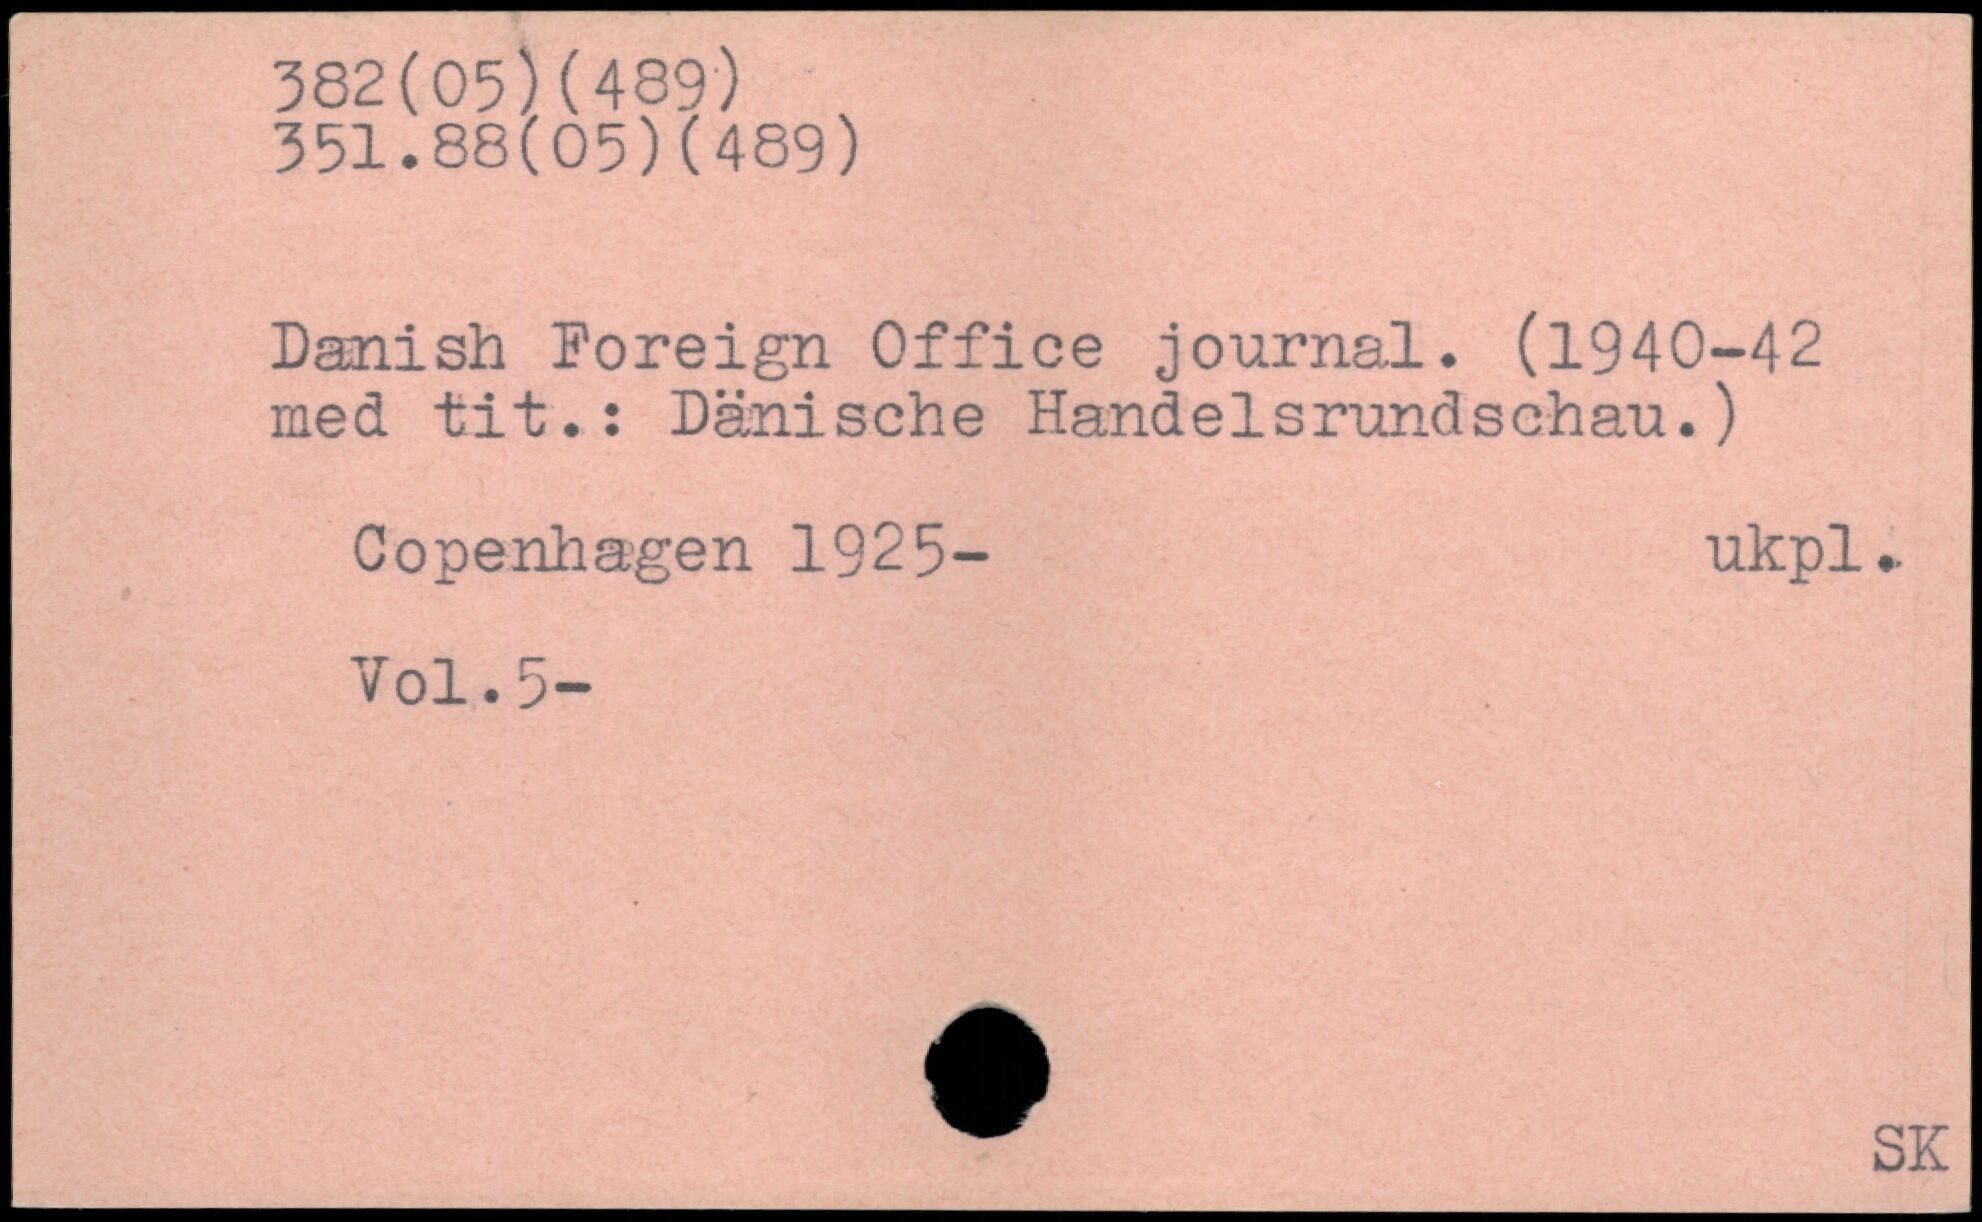 382(05)(489)
351.88(05)(489)
Danish Foreign Office journal. (1940-42
med tit.: Dänische Handelsrundschau.)
Copenhagen 1925- ukpl.
Vol.5-
SK